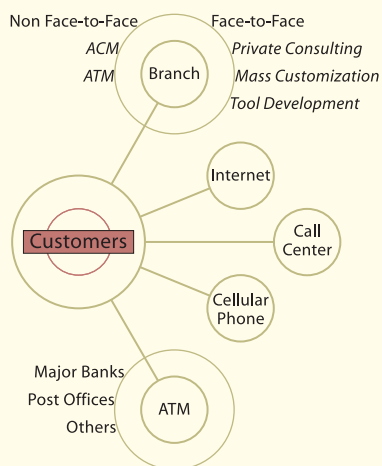 Non Face-to-Face
Face-to-Face
ACM
Private Consulting
ATM
Branch
Mass Customization
Tool Development
Internet
Customers
Call
Center
Cellular
Phone
Major Banks
Post Offices
ATM
Others